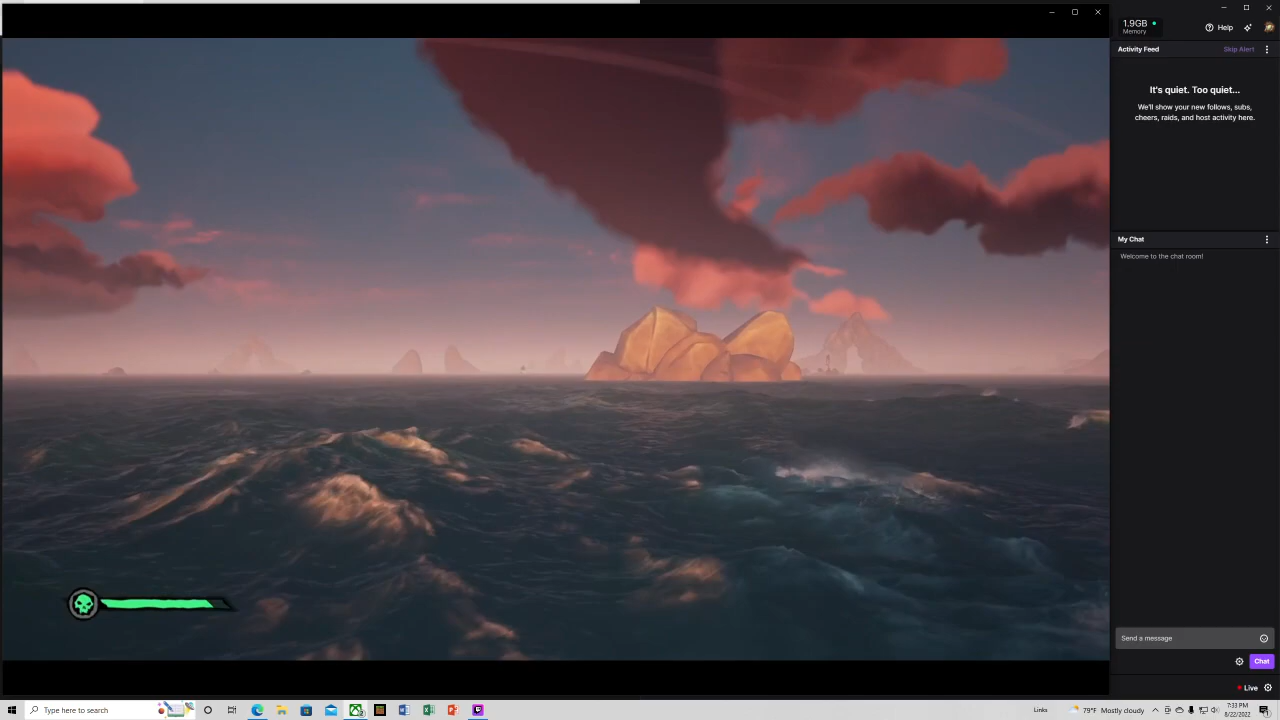 1.9GB
Memory
Help
Activity Feed
Skip Alert
It's quiet. Too quiet...
We'll show your new follows, subs,
cheers, raids, and host activity here.
My Chat
Welcome to the chat room!
Send a message
Chat
Live
Type here to search
Links
79°F Mostly cloudy
7:33 PM
8/22/2022